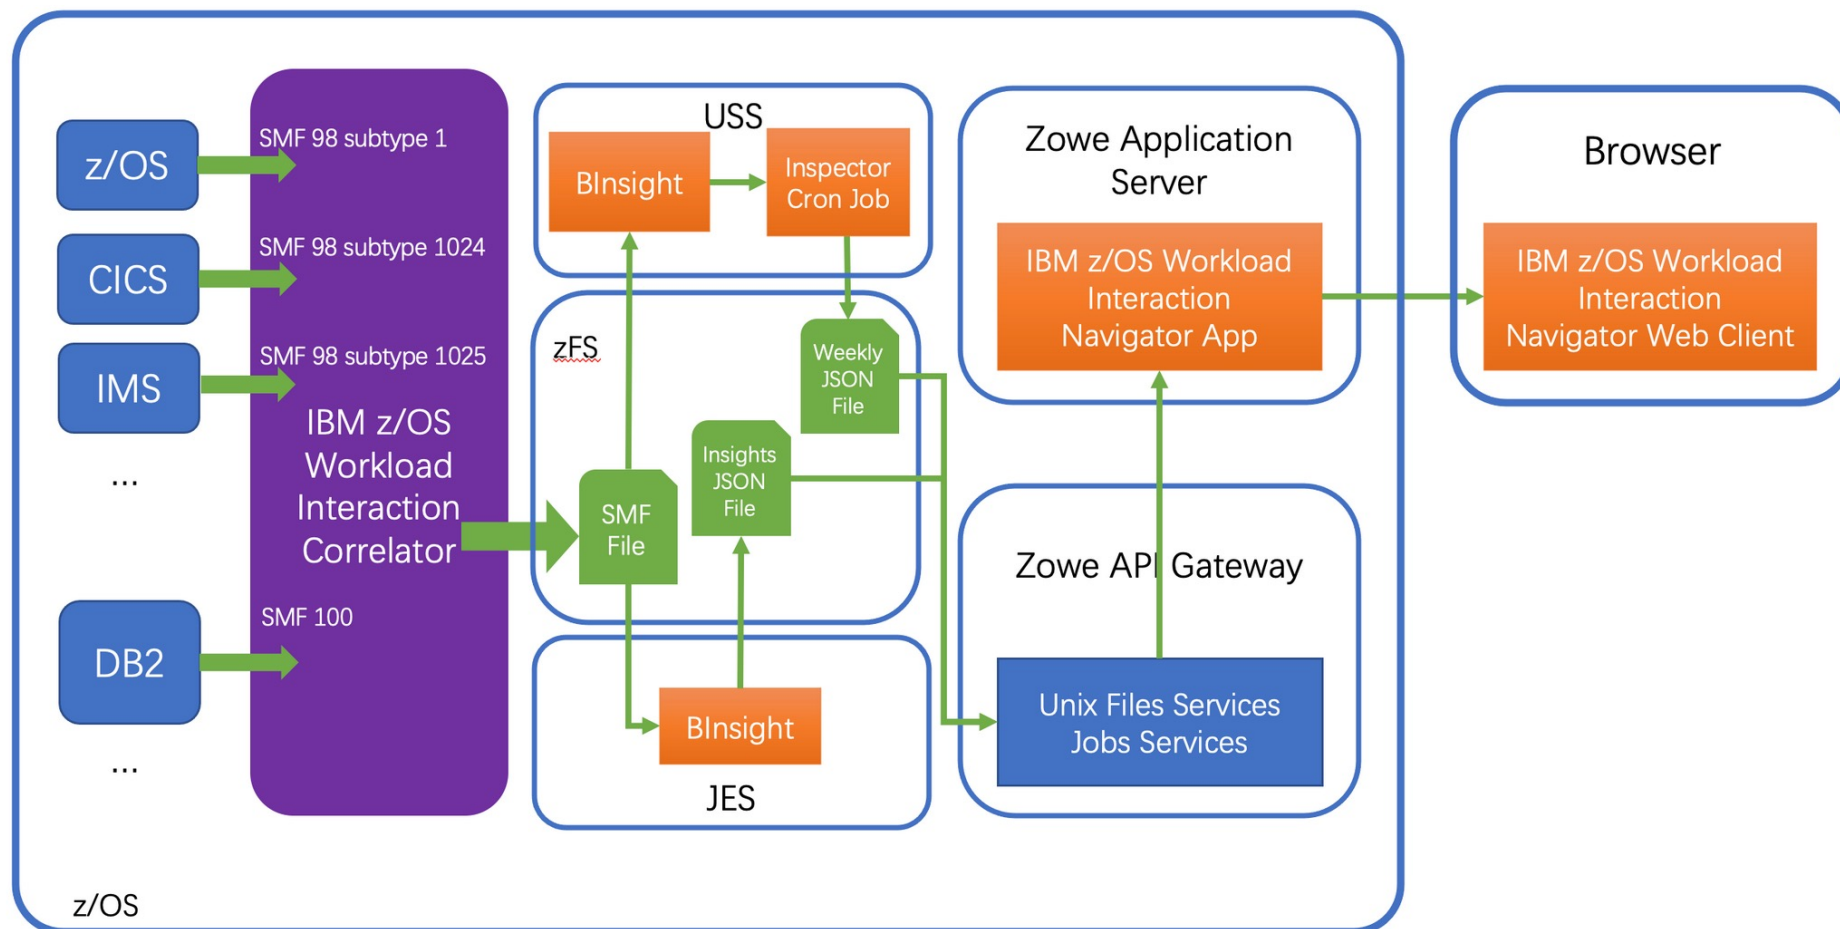 z/OS
CICS
IMS
...
DB2
...
z/OS
SMF 98 subtype 1
SMF 98 subtype 1024
SMF 98 subtype 1025
IBM z/OS
Workload
Interaction
Correlator
SMF 100
USS
BInsight
Inspector
Cron Job
zFS
Weekly
JSON
File
Insights
JSON
File
SMF
File
BInsight
JES
Zowe Application
Server
IBM z/OS Workload
Interaction
Navigator App
Zowe API Gateway
Unix Files Services
Jobs Services
Browser
IBM z/OS Workload
Interaction
Navigator Web Client